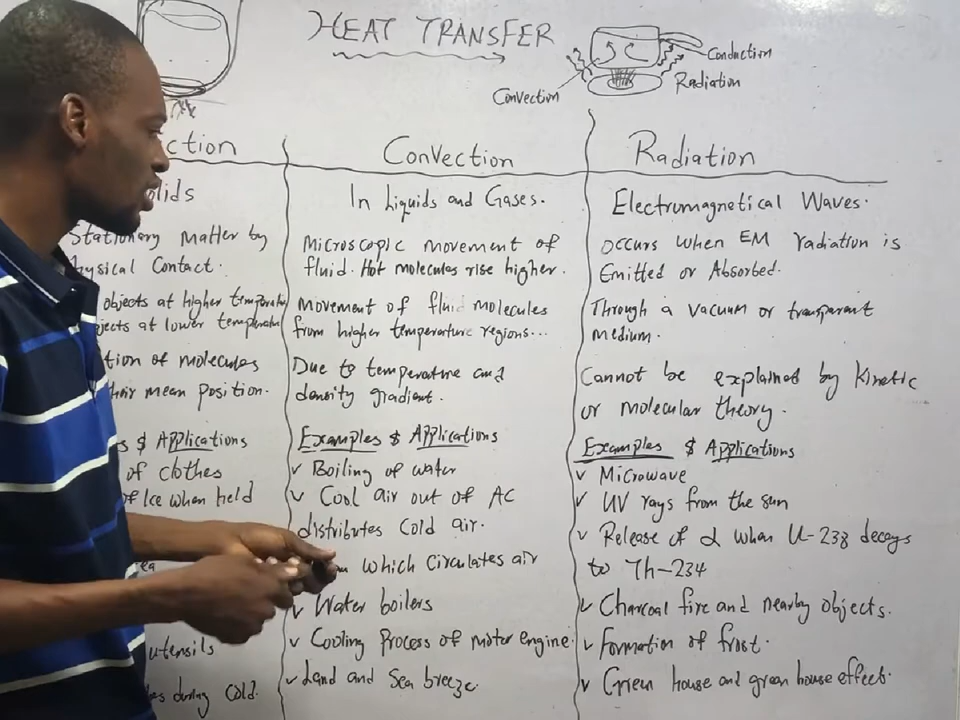 HEAT TRANSFER
Conduction
Convection
Radiation
ction
Convection
Radiation
lids
Stationary Matter by
hysical Contact.
objects at higher
jects at lower
tion of molecules
their mean position.
s & Applications
of clothes
of Ice when held
utensils
during cold.
In Liquids and Gases.
Microscopic movement of
fluid. Hot molecules rise higher.
Movement of fluid molecules
from higher temperature regions...
Due to temperature and
density gradient.
Examples & Applications
✓ Boiling of water
✓ Cool air out of AC
distributes cold air.
which circulates air
✓ Water boilers
✓ Cooling Process of motor engine
✓ Land and Sea breeze.
Electromagnetical Waves.
Occurs when EM radiation is
Emitted or Absorbed.
Through a vacuum or transparent
medium.
Cannot be explained by Kinetic
or molecular theory.
Examples & Applications
✓ Microwave
✓ UV rays from the sun
✓ Release of α when U-238 decays
to Th-234
✓ Charcoal fire and nearby objects.
✓ Formation of frost.
✓ Green house and green house effect.